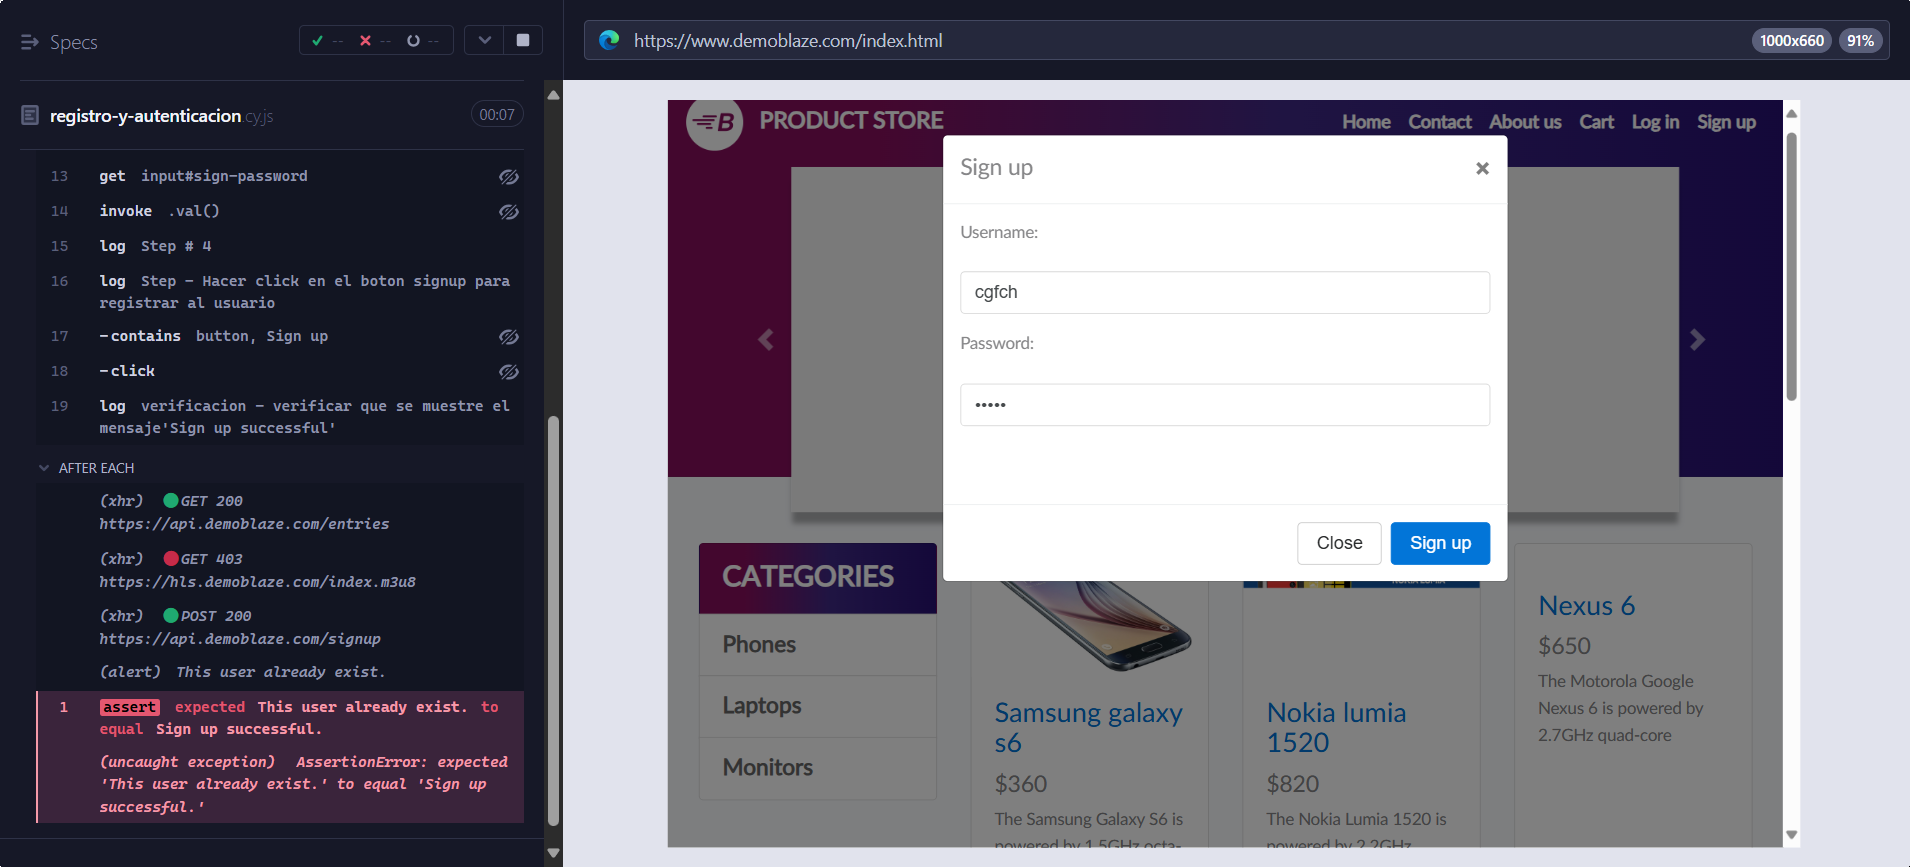 Specs
-- -- --
registro-y-autenticacion.cy.js 00:07
13 get input#sign-password
14 invoke .val()
15 log Step # 4
16 log Step - Hacer click en el boton signup para
registrar al usuario
17 -contains button, Sign up
18 -click
19 log verificacion - verificar que se muestre el
mensaje'Sign up successful'
AFTER EACH
(xhr) GET 200
https://api.demoblaze.com/entries
(xhr) GET 403
https://hls.demoblaze.com/index.m3u8
(xhr) POST 200
https://api.demoblaze.com/signup
(alert) This user already exist.
1 assert expected This user already exist. to
equal Sign up successful.
(uncaught exception) AssertionError: expected
'This user already exist.' to equal 'Sign up
successful.'
https://www.demoblaze.com/index.html 1000x660 91%
B PRODUCT STORE Home Contact About us Cart Log in Sign up
Sign up ×
Username:
cgfch
Password:
•••••
Close Sign up
CATEGORIES
Phones
Laptops
Monitors
Samsung galaxy
s6
$360
The Samsung Galaxy S6 is
powered by 1.5GHz octa-
Nokia lumia
1520
$820
The Nokia Lumia 1520 is
powered by 2.2GHz
Nexus 6
$650
The Motorola Google
Nexus 6 is powered by
2.7GHz quad-core